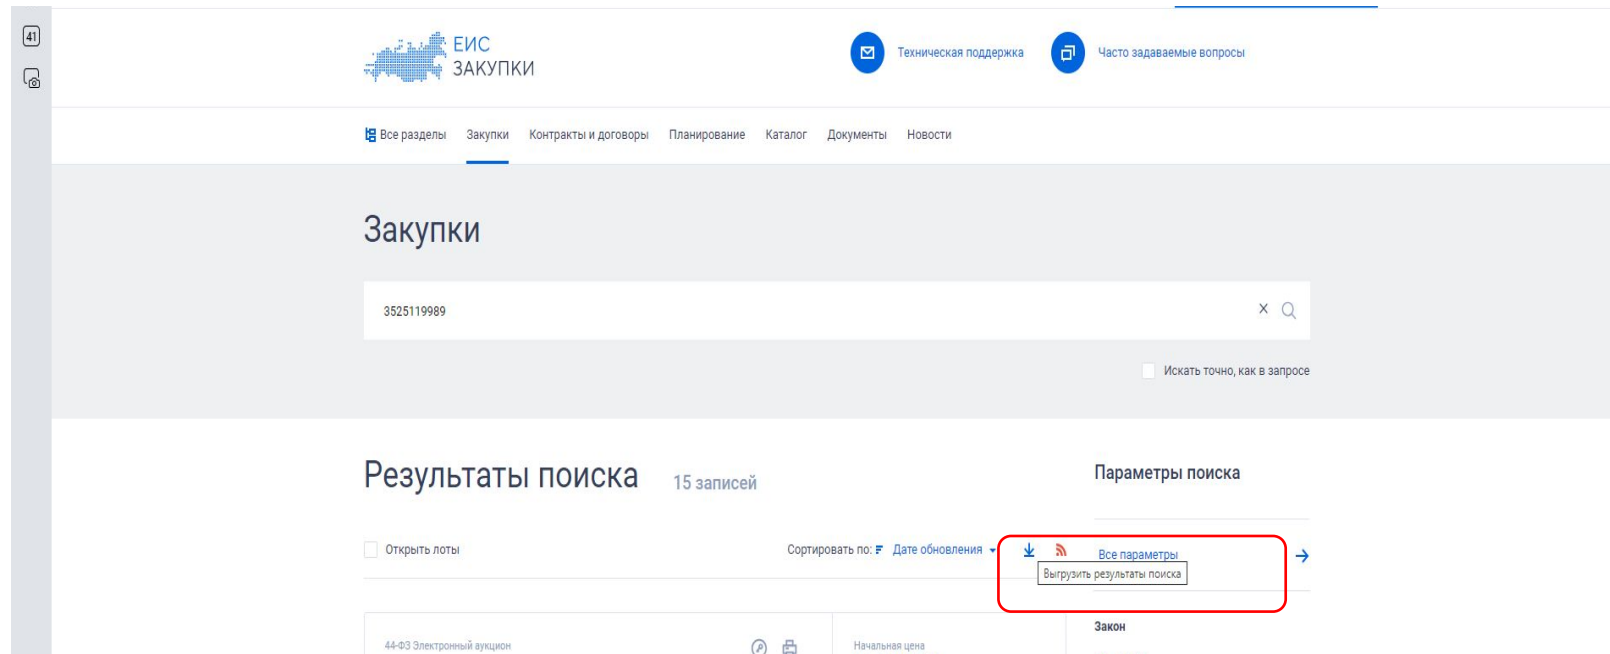 41
ЕИС
ЗАКУПКИ
Техническая поддержка
Часто задаваемые вопросы
Все разделы Закупки Контракты и договоры Планирование Каталог Документы Новости
Закупки
3525119989
Искать точно, как в запросе
Результаты поиска 15 записей
Параметры поиска
Открыть лоты
Сортировать по: Дате обновления
Все параметры
Выгрузить результаты поиска
44-ФЗ Электронный аукцион
Начальная цена
Закон